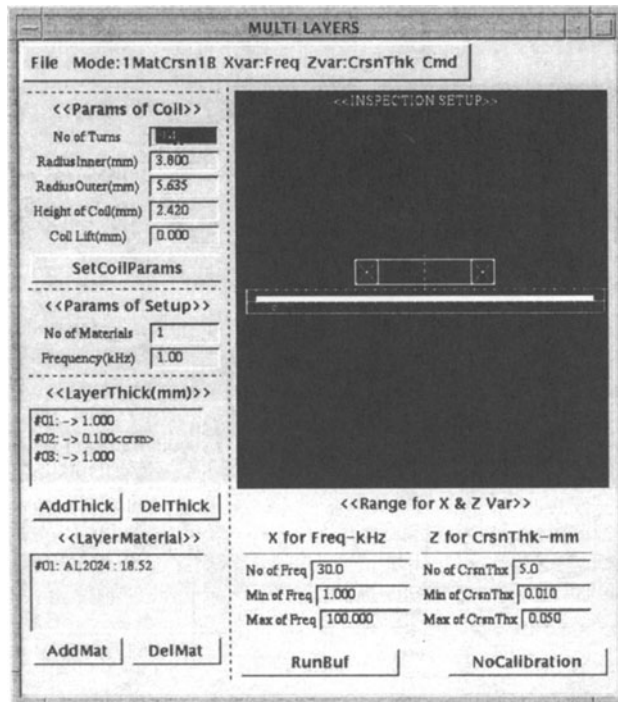 MULTI LAYERS
File Mode:1MatCrsn1B Xvar:Freq Zvar:CrsnThk Cmd
<<Params of Coil>>
No of Turns
RadiusInner(mm) 3.800
RadiusOuter(mm) 5.635
Height of Coil(mm) 2.420
Coil Lift(mm) 0.000
SetCoilParams
<<Params of Setup>>
No of Materials 1
Frequency(kHz) 1.00
<<LayerThick(mm)>>
#01: -> 1.000
#02: -> 0.100<crsn>
#03: -> 1.000
AddThick DelThick
<<LayerMaterial>>
#01: AL2024 : 18.52
AddMat DelMat
<<INSPECTION SETUP>>
<<Range for X & Z Var>>
X for Freq-kHz Z for CrsnThk-mm
No of Freq 30.0 No of CrsnThx 5.0
Min of Freq 1.000 Min of CrsnThx 0.010
Max of Freq 100.000 Max of CrsnThx 0.050
RunBuf NoCalibration